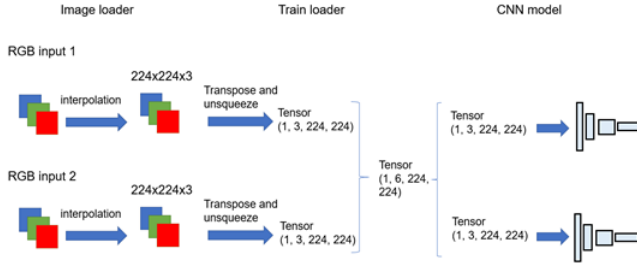 Image loader
Train loader
CNN model
RGB input 1
224x224x3
interpolation
Transpose and
unsqueeze
Tensor
(1, 3, 224, 224)
Tensor
(1, 3, 224, 224)
Tensor
(1, 6, 224,
224)
RGB input 2
224x224x3
interpolation
Transpose and
unsqueeze
Tensor
(1, 3, 224, 224)
Tensor
(1, 3, 224, 224)